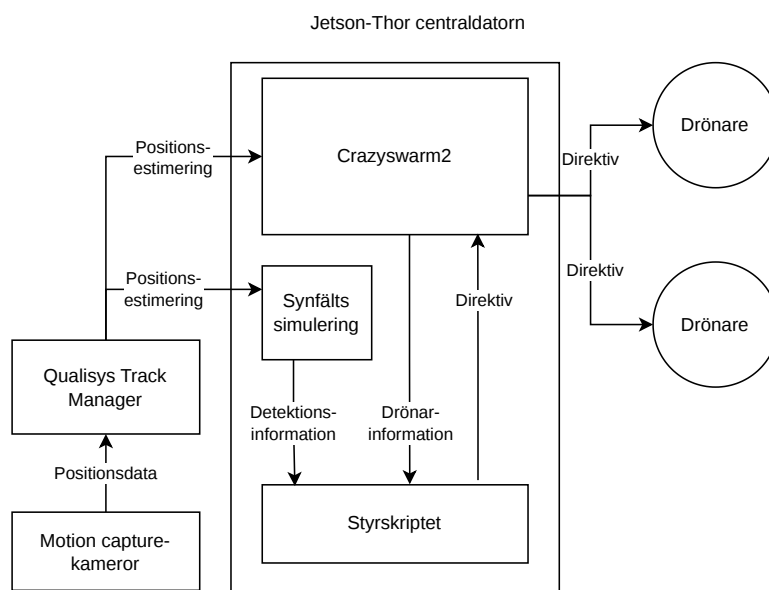 Jetson-Thor centraldatorn
Crazyswarm2
Drönare
Positions-
estimering
Direktiv
Positions-
estimering
Synfälts
simulering
Direktiv
Direktiv
Drönare
Qualisys Track
Manager
Detektions-
information
Drönar-
information
Positionsdata
Styrskriptet
Motion capture-
kameror